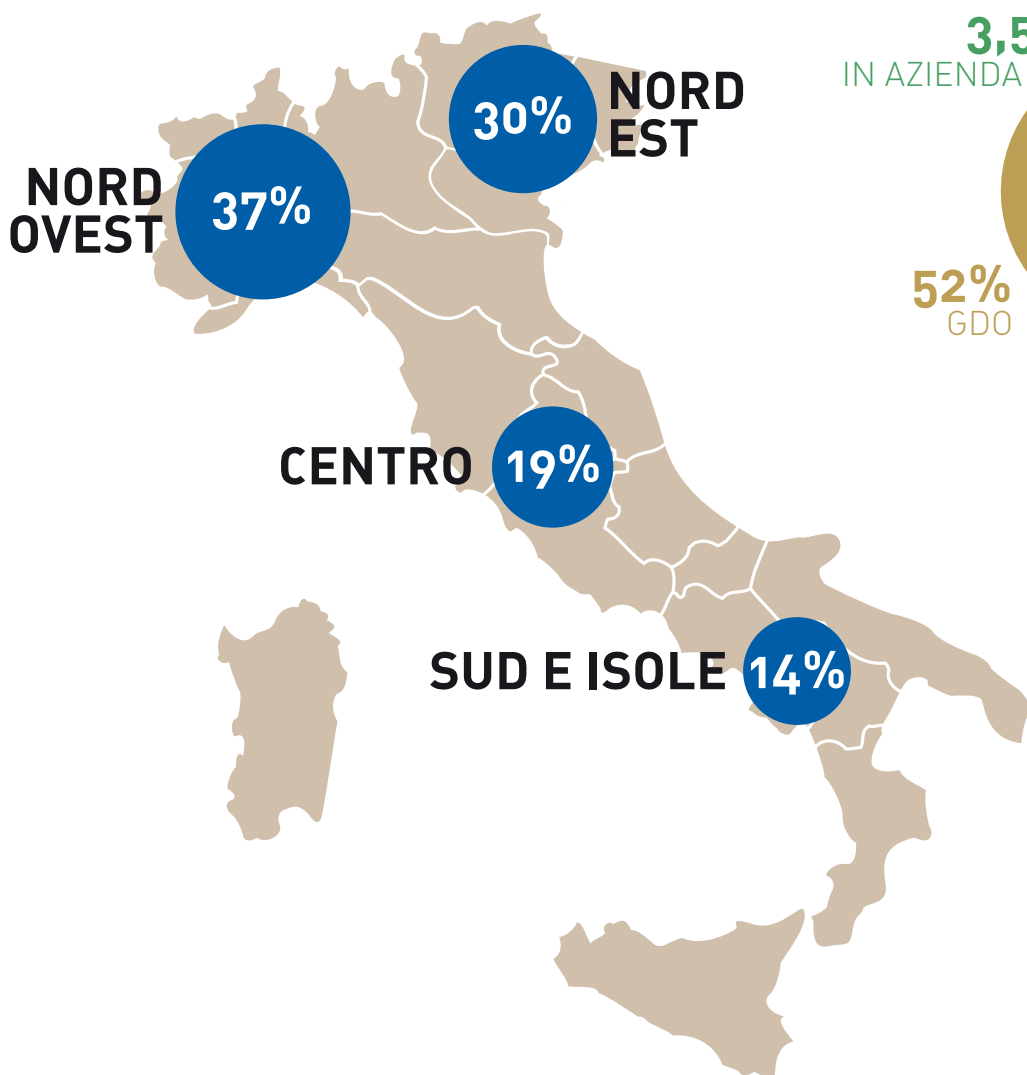 3,5
IN AZIENDA
30%
NORD
EST
NORD
OVEST
37%
52%
GDO
CENTRO
19%
SUD E ISOLE
14%